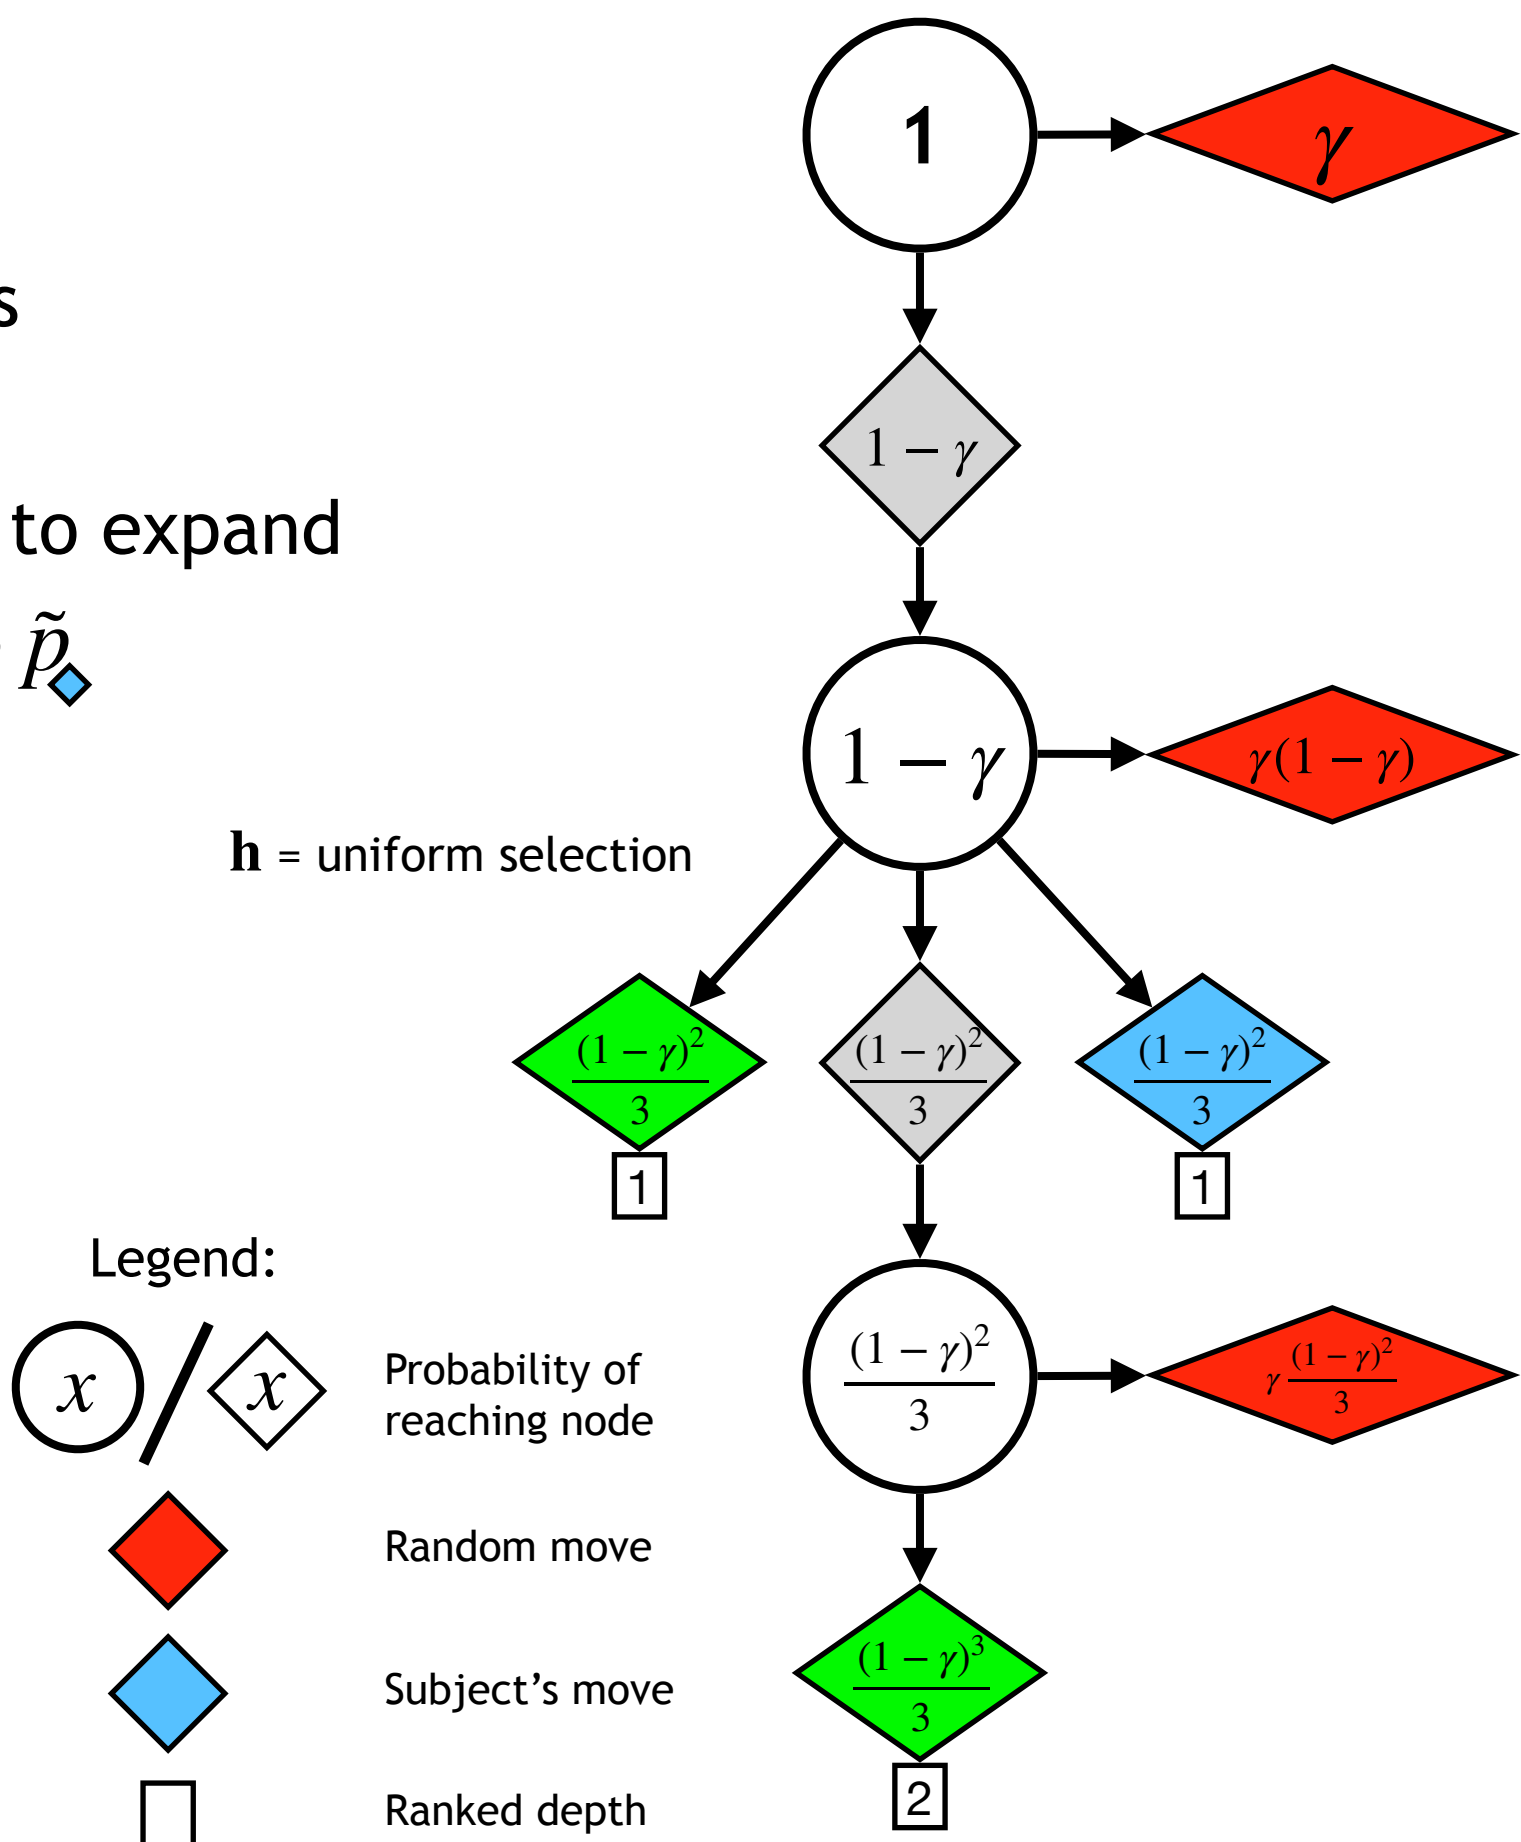 1
γ
s
1 − γ
to expand
p̃
1 − γ
γ(1 − γ)
h = uniform selection
(1 − γ)²/3
(1 − γ)²/3
(1 − γ)²/3
1
1
Legend:
x / x
Probability of
reaching node
(1 − γ)²/3
γ (1 − γ)²/3
Random move
(1 − γ)³/3
Subject’s move
2
Ranked depth